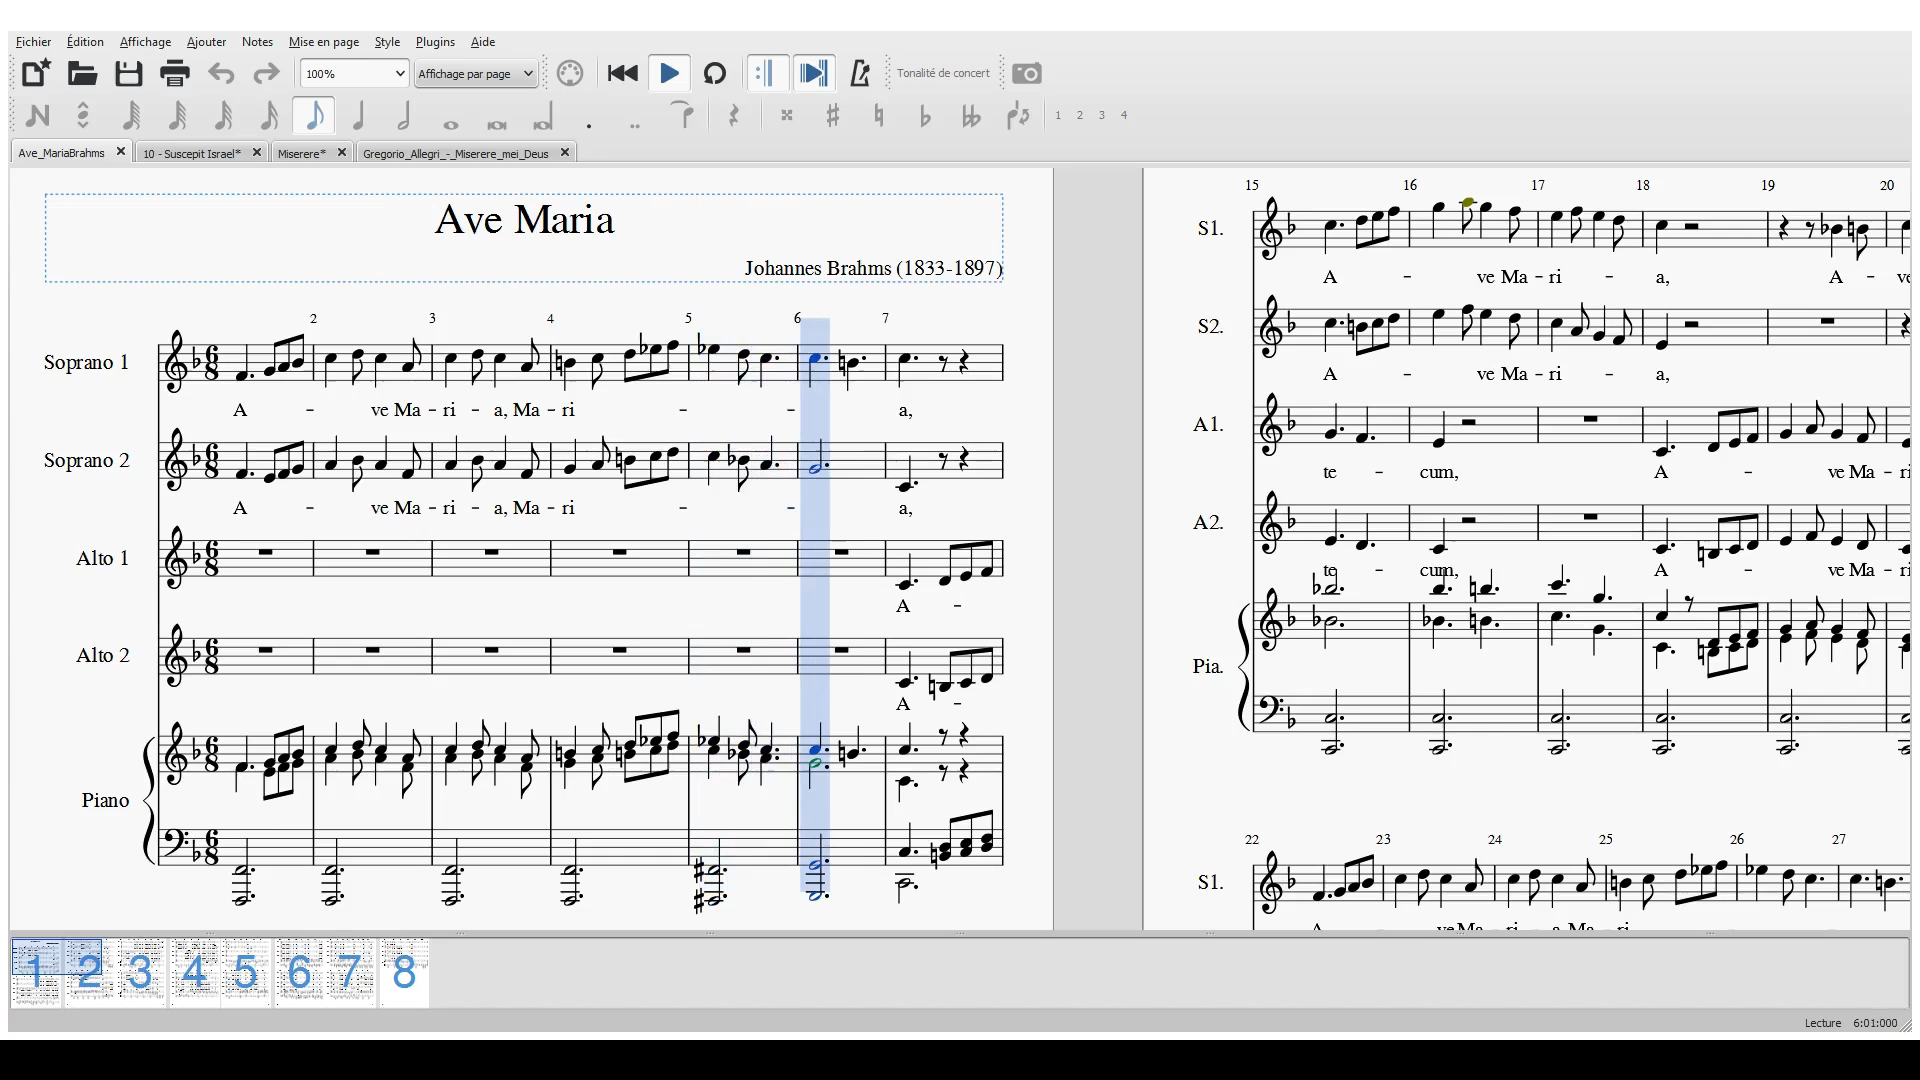 Fichier Édition Affichage Ajouter Notes Mise en page Style Plugins Aide
100% Affichage par page Tonalité de concert
1 2 3 4
Ave_MariaBrahms 10 - Suscepit Israel* Miserere* Gregorio_Allegri_-_Miserere_mei_Deus
Ave Maria
Johannes Brahms (1833-1897)
2 3 4 5 6 7
Soprano 1
A - ve Ma - ri - a, Ma - ri - - a,
Soprano 2
A - ve Ma - ri - a, Ma - ri - - a,
Alto 1
A -
Alto 2
A -
Piano
15 16 17 18 19 20
S1.
A - ve Ma - ri - a, A - ve
S2.
A - ve Ma - ri - a,
A1.
te - cum, A - ve Ma - ri
A2.
te - cum, A - ve Ma - ri
Pia.
22 23 24 25 26 27
S1.
1 2 3 4 5 6 7 8
Lecture 6:01:000